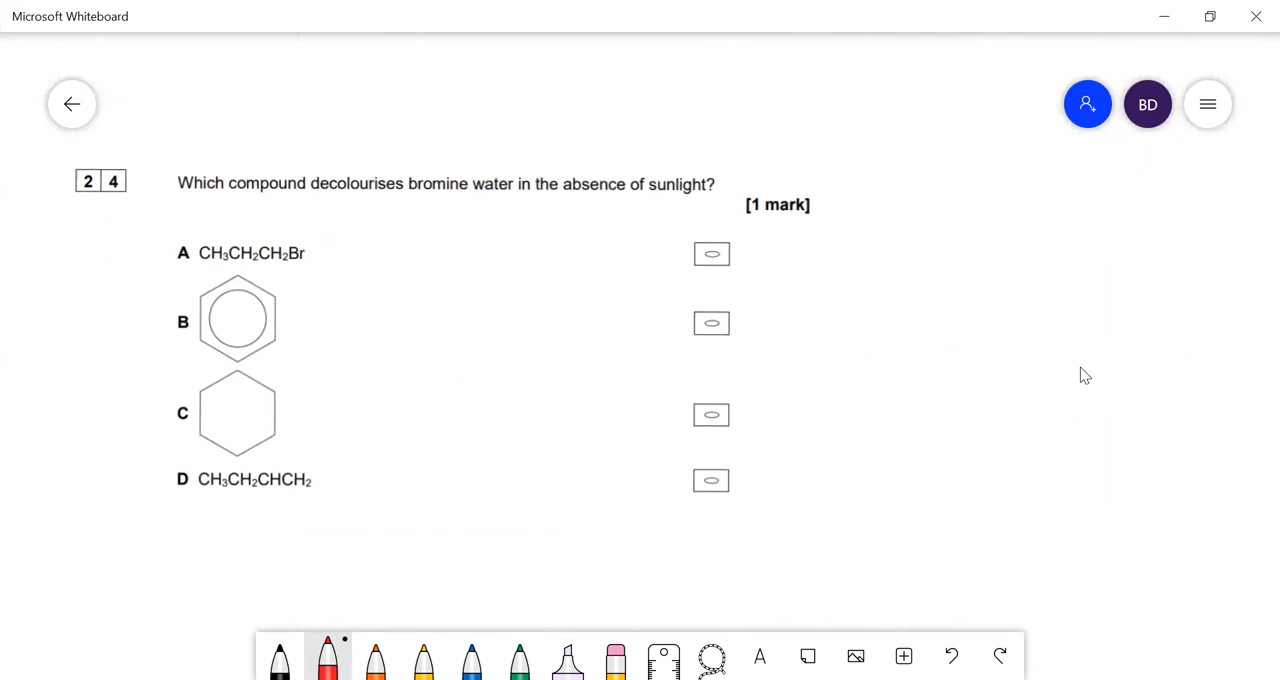 Microsoft Whiteboard
BD
2 4 Which compound decolourises bromine water in the absence of sunlight?
[1 mark]
A CH₃CH₂CH₂Br
B
C
D CH₃CH₂CHCH₂
A